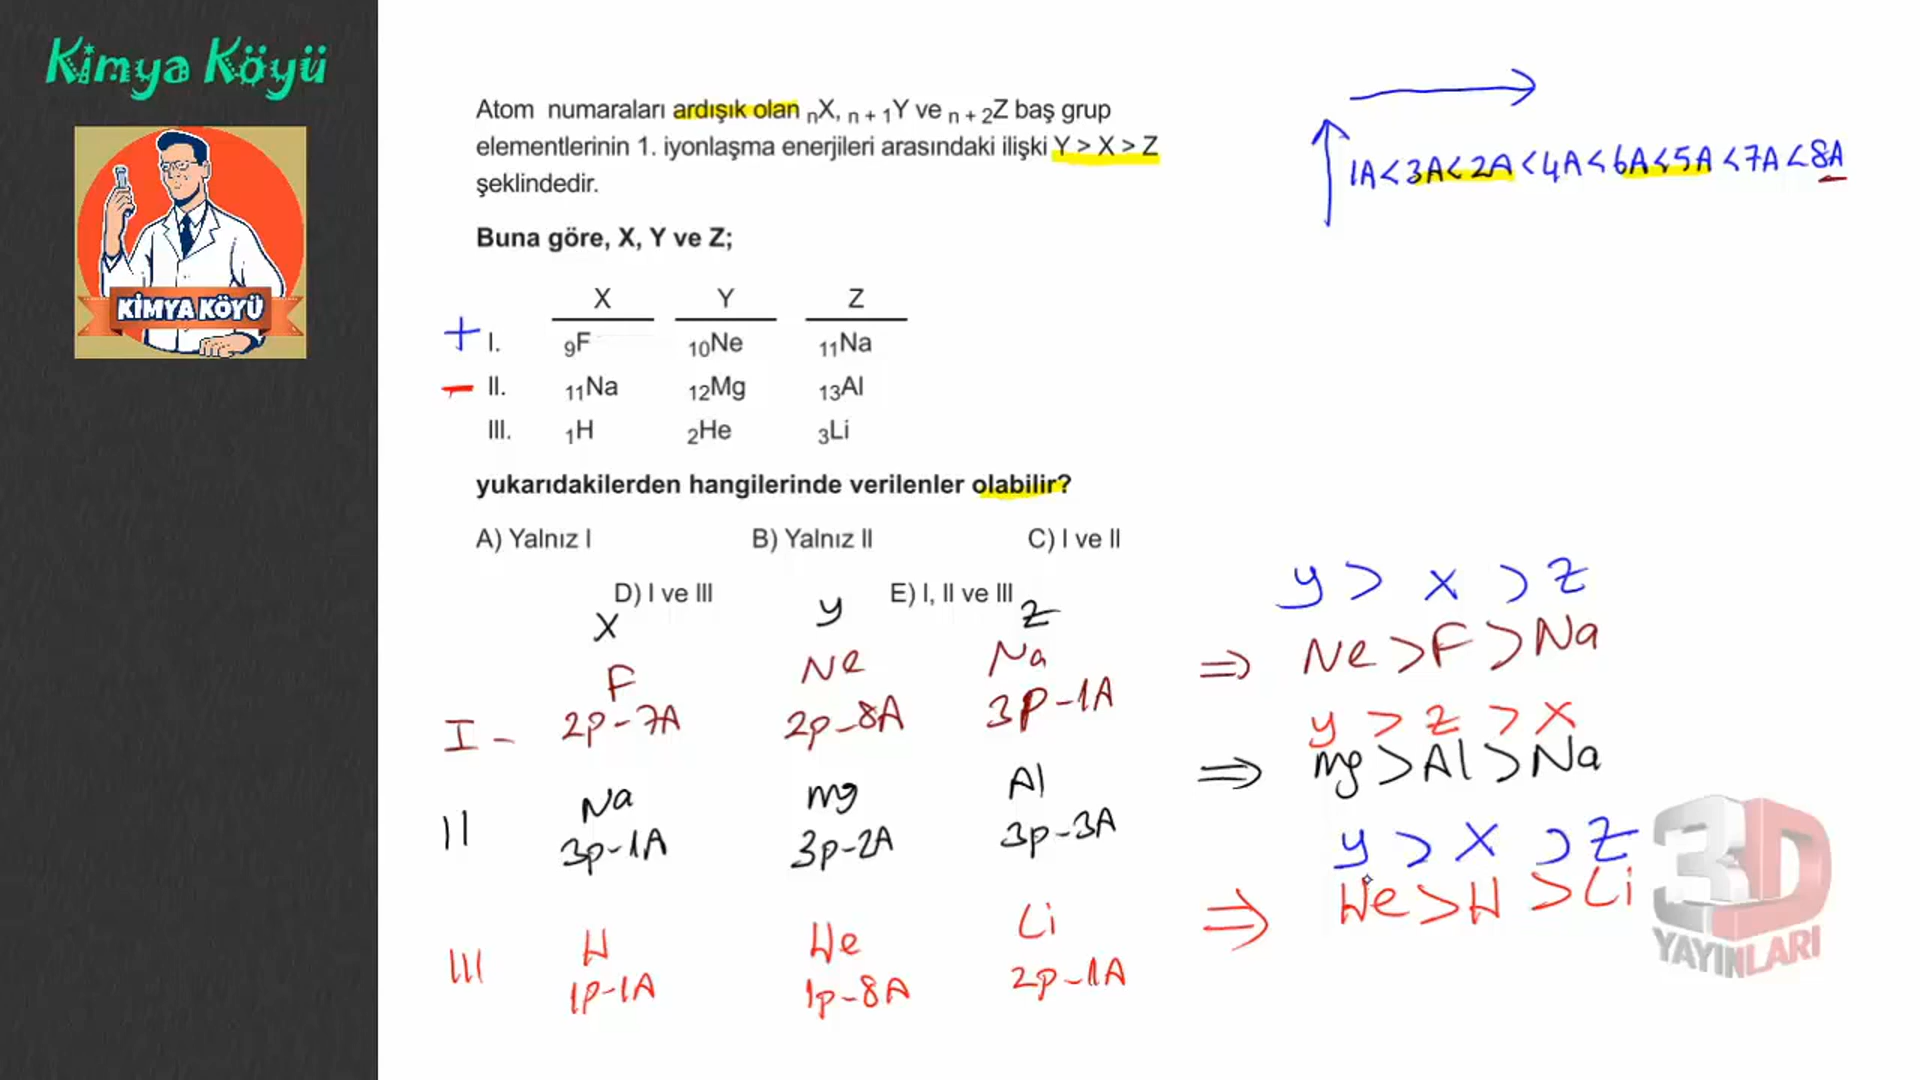 Kimya Köyü
KİMYA KÖYÜ
Atom numaraları ardışık olan nX, n + 1Y ve n + 2Z baş grup
elementlerinin 1. iyonlaşma enerjileri arasındaki ilişki Y > X > Z
şeklindedir.
1A < 3A < 2A < 4A < 6A < 5A < 7A < 8A
Buna göre, X, Y ve Z;
X Y Z
+ I. 9F 10Ne 11Na
- II. 11Na 12Mg 13Al
III. 1H 2He 3Li
yukarıdakilerden hangilerinde verilenler olabilir?
A) Yalnız I B) Yalnız II C) I ve II
D) I ve III E) I, II ve III
X y Z
y > X > Z
F Ne Na ⇒ Ne > F > Na
I - 2p-7A 2p-8A 3p-1A
y > z > X
Na mg Al ⇒ mg > Al > Na
II 3p-1A 3p-2A 3p-3A
y > X > Z
H He Li ⇒ He > H > Li
III 1p-1A 1p-8A 2p-1A
3D
YAYINLARI